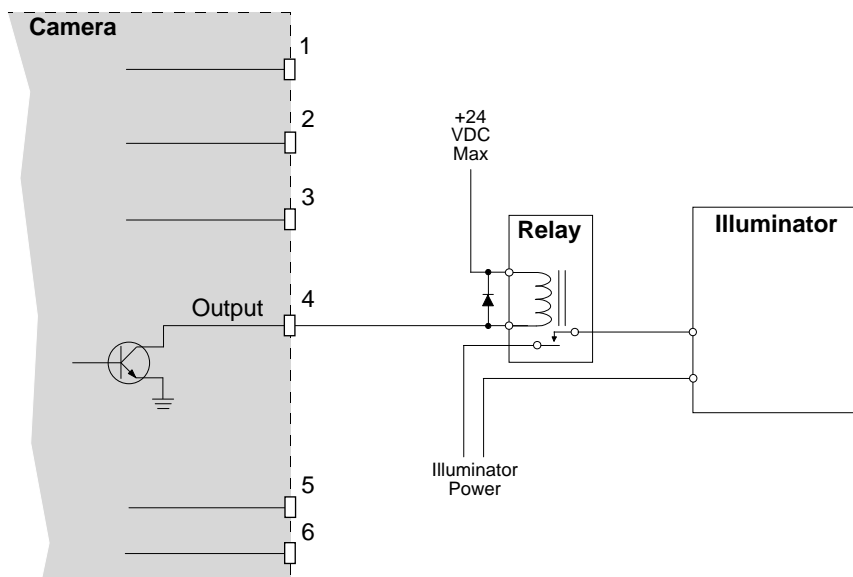 Camera
1
2
3
+24
VDC
Max
Relay
Illuminator
Output
4
Illuminator
Power
5
6